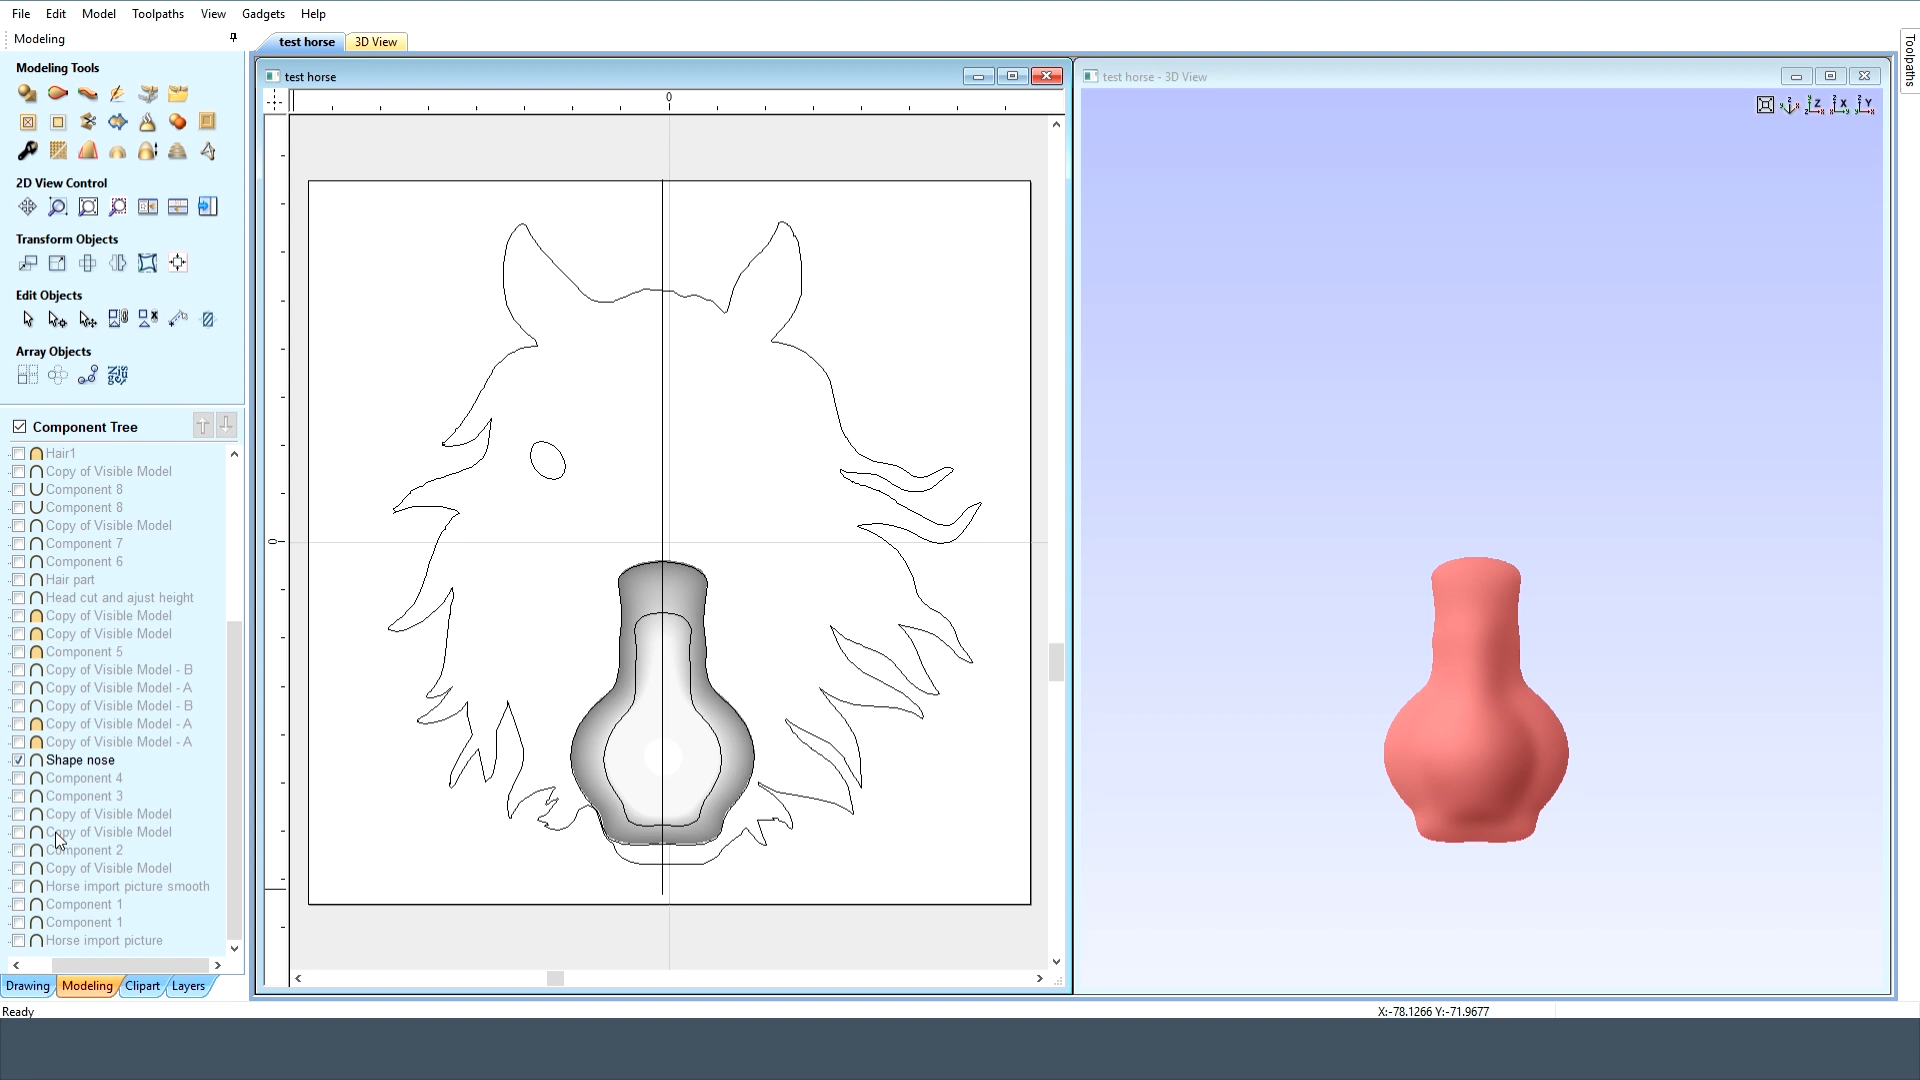 File Edit Model Toolpaths View Gadgets Help
Modeling
test horse 3D View
Toolpaths
Modeling Tools
2D View Control
Transform Objects
Edit Objects
Array Objects
Component Tree
Hair1
Copy of Visible Model
Component 8
Component 8
Copy of Visible Model
Component 7
Component 6
Hair part
Head cut and ajust height
Copy of Visible Model
Copy of Visible Model
Component 5
Copy of Visible Model - B
Copy of Visible Model - A
Copy of Visible Model - B
Copy of Visible Model - A
Copy of Visible Model - A
Shape nose
Component 4
Component 3
Copy of Visible Model
Copy of Visible Model
Component 2
Copy of Visible Model
Horse import picture smooth
Component 1
Component 1
Horse import picture
Drawing Modeling Clipart Layers
test horse
0
0
test horse - 3D View
Ready
X:-78.1266 Y:-71.9677